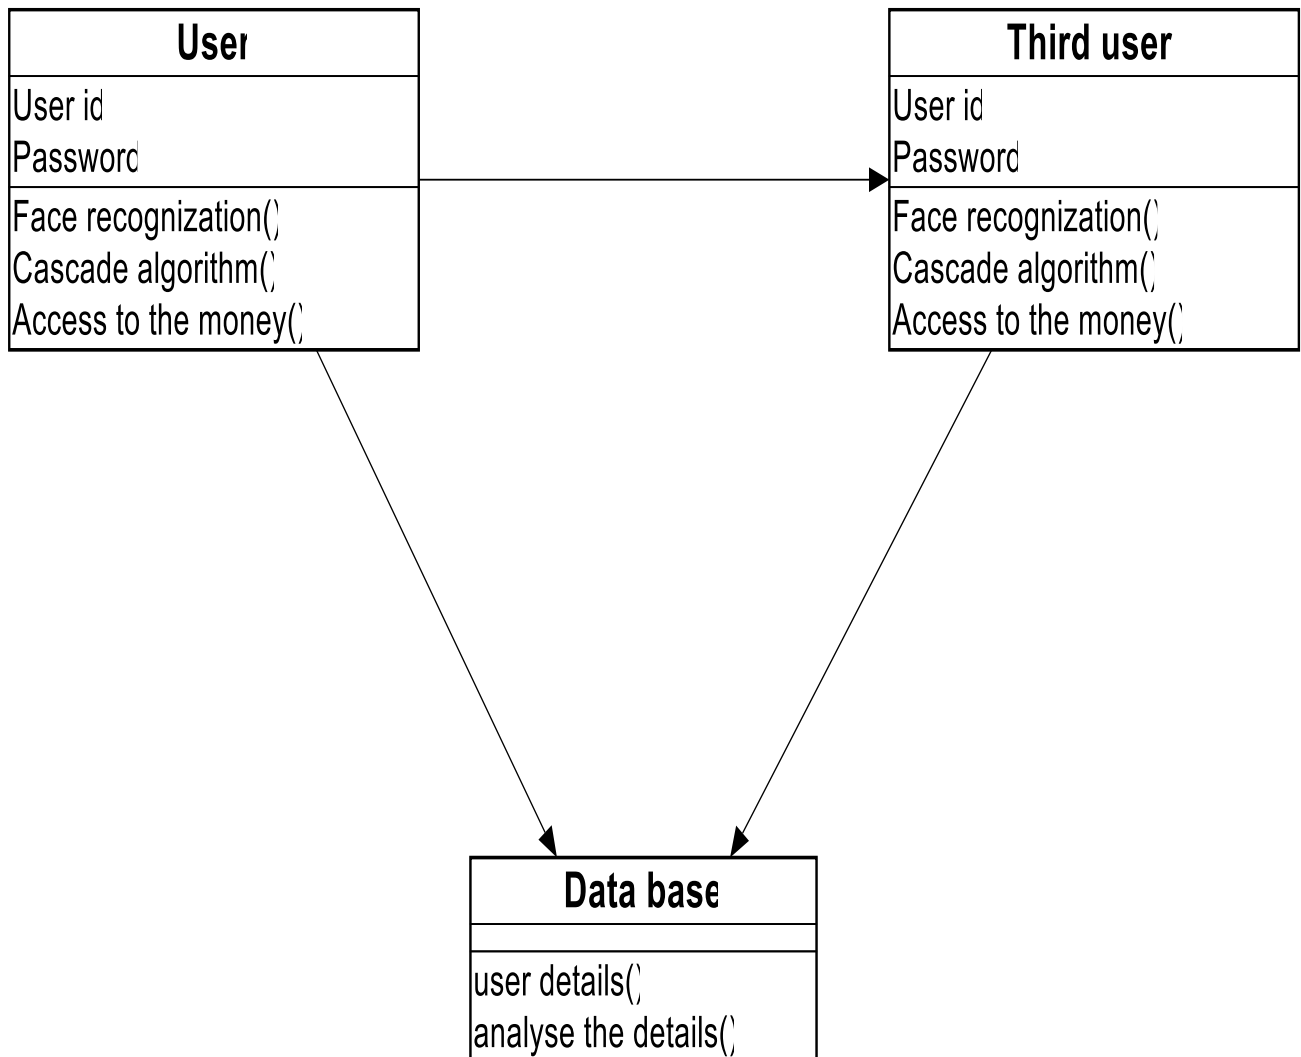 User
User id
Password
Face recognization()
Cascade algorithm()
Access to the money()
Third user
User id
Password
Face recognization()
Cascade algorithm()
Access to the money()
Data base
user details()
analyse the details()